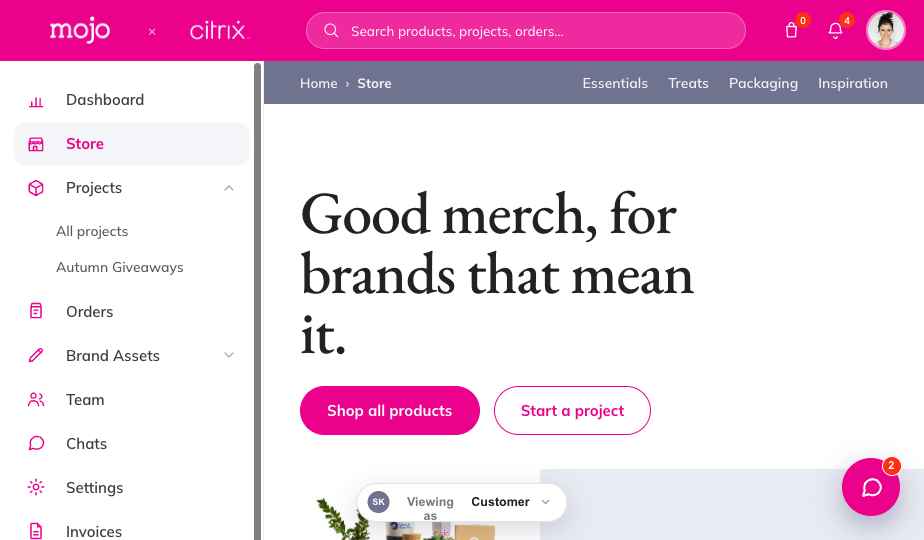 mojo × citrix
Search products, projects, orders...
0
4
Dashboard
Store
Projects
All projects
Autumn Giveaways
Orders
Brand Assets
Team
Chats
Settings
Invoices
Home › Store
Essentials Treats Packaging Inspiration
Good merch, for
brands that mean
it.
Shop all products
Start a project
SK
Viewing
as
Customer
2